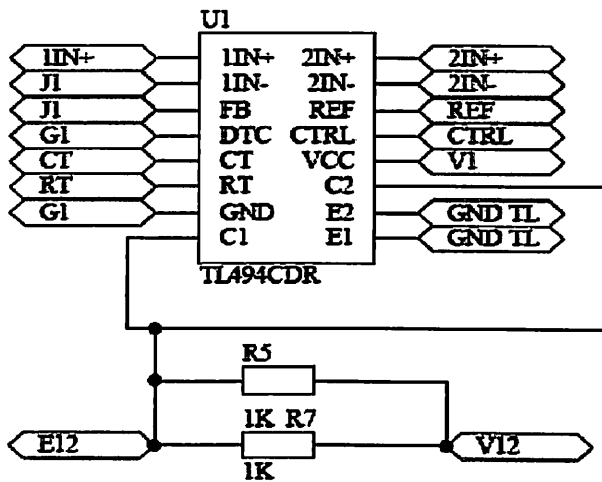 U1
1IN+ 1IN+ 2IN+ 2IN+
J1 1IN- 2IN- 2IN-
J1 FB REF REF
G1 DTC CTRL CTRL
CT CT VCC V1
RT RT C2
G1 GND E2 GND TL
C1 E1 GND TL
TL494CDR
R5
1K R7
E12 V12
1K